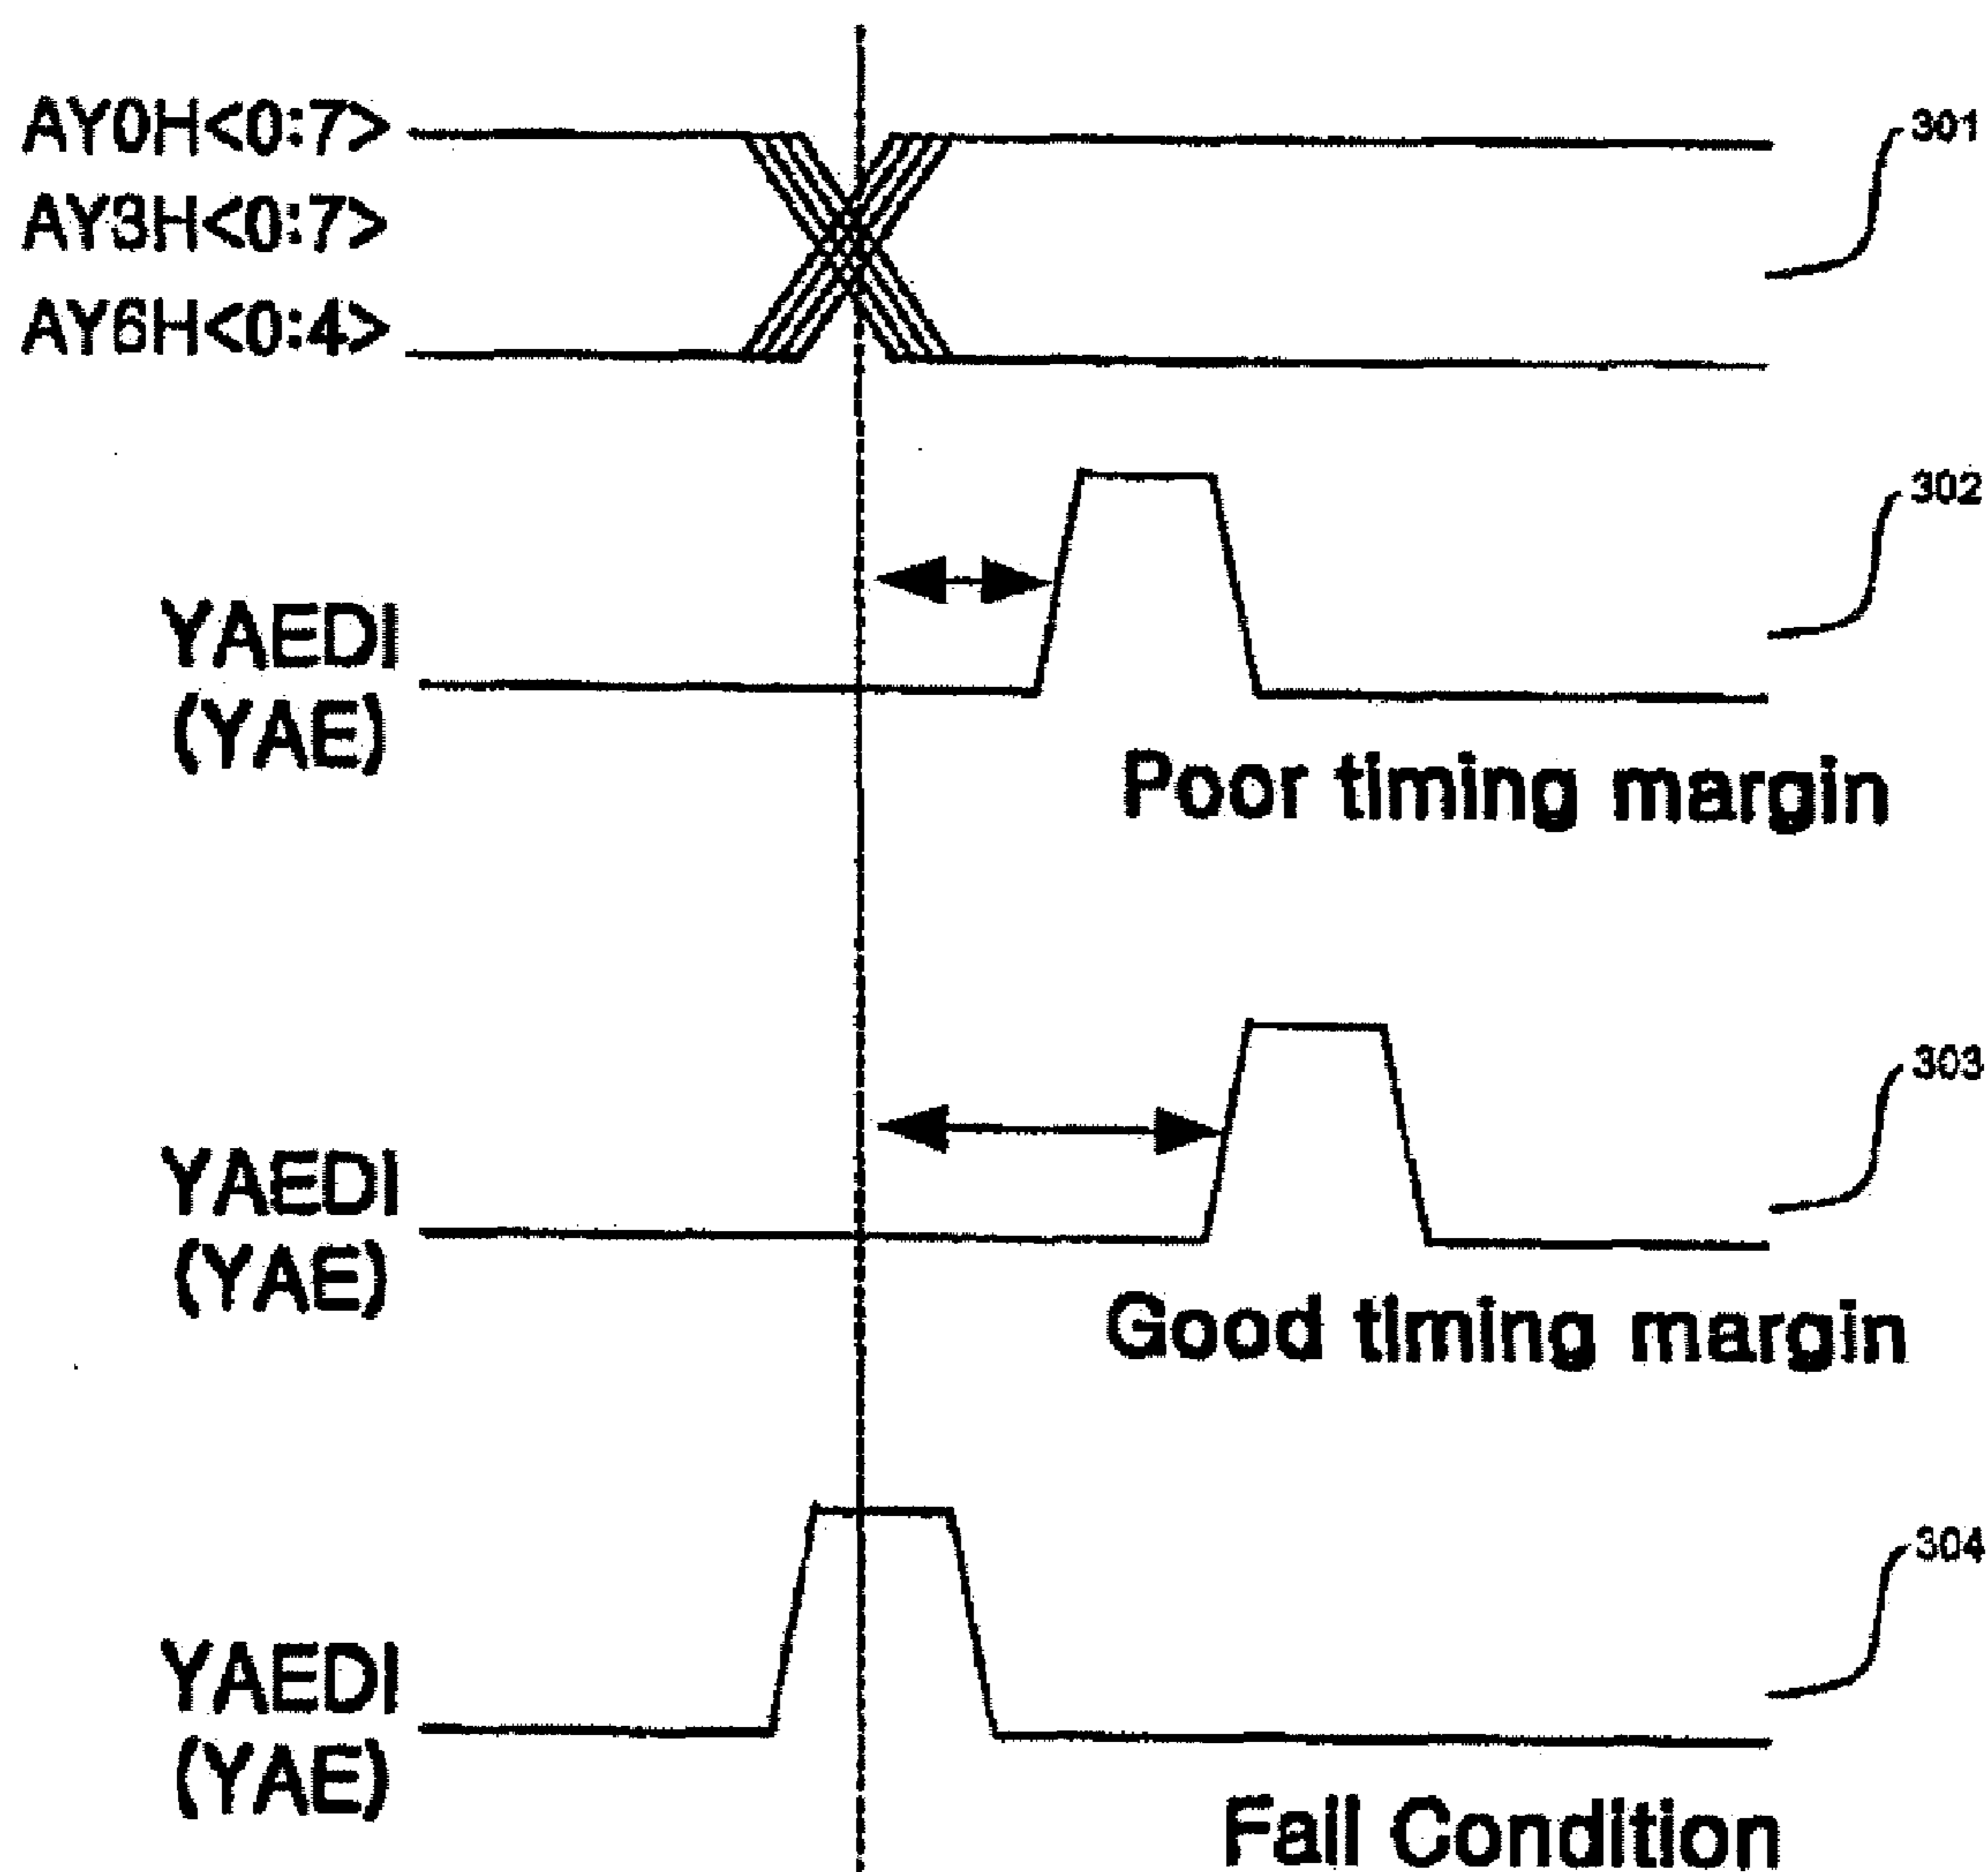 AY0H<0:7>
301
AY3H<0:7>
AY6H<0:4>
302
YAEDI
(YAE)
Poor timing margin
303
YAEDI
(YAE)
Good timing margin
304
YAEDI
(YAE)
Fail Condition